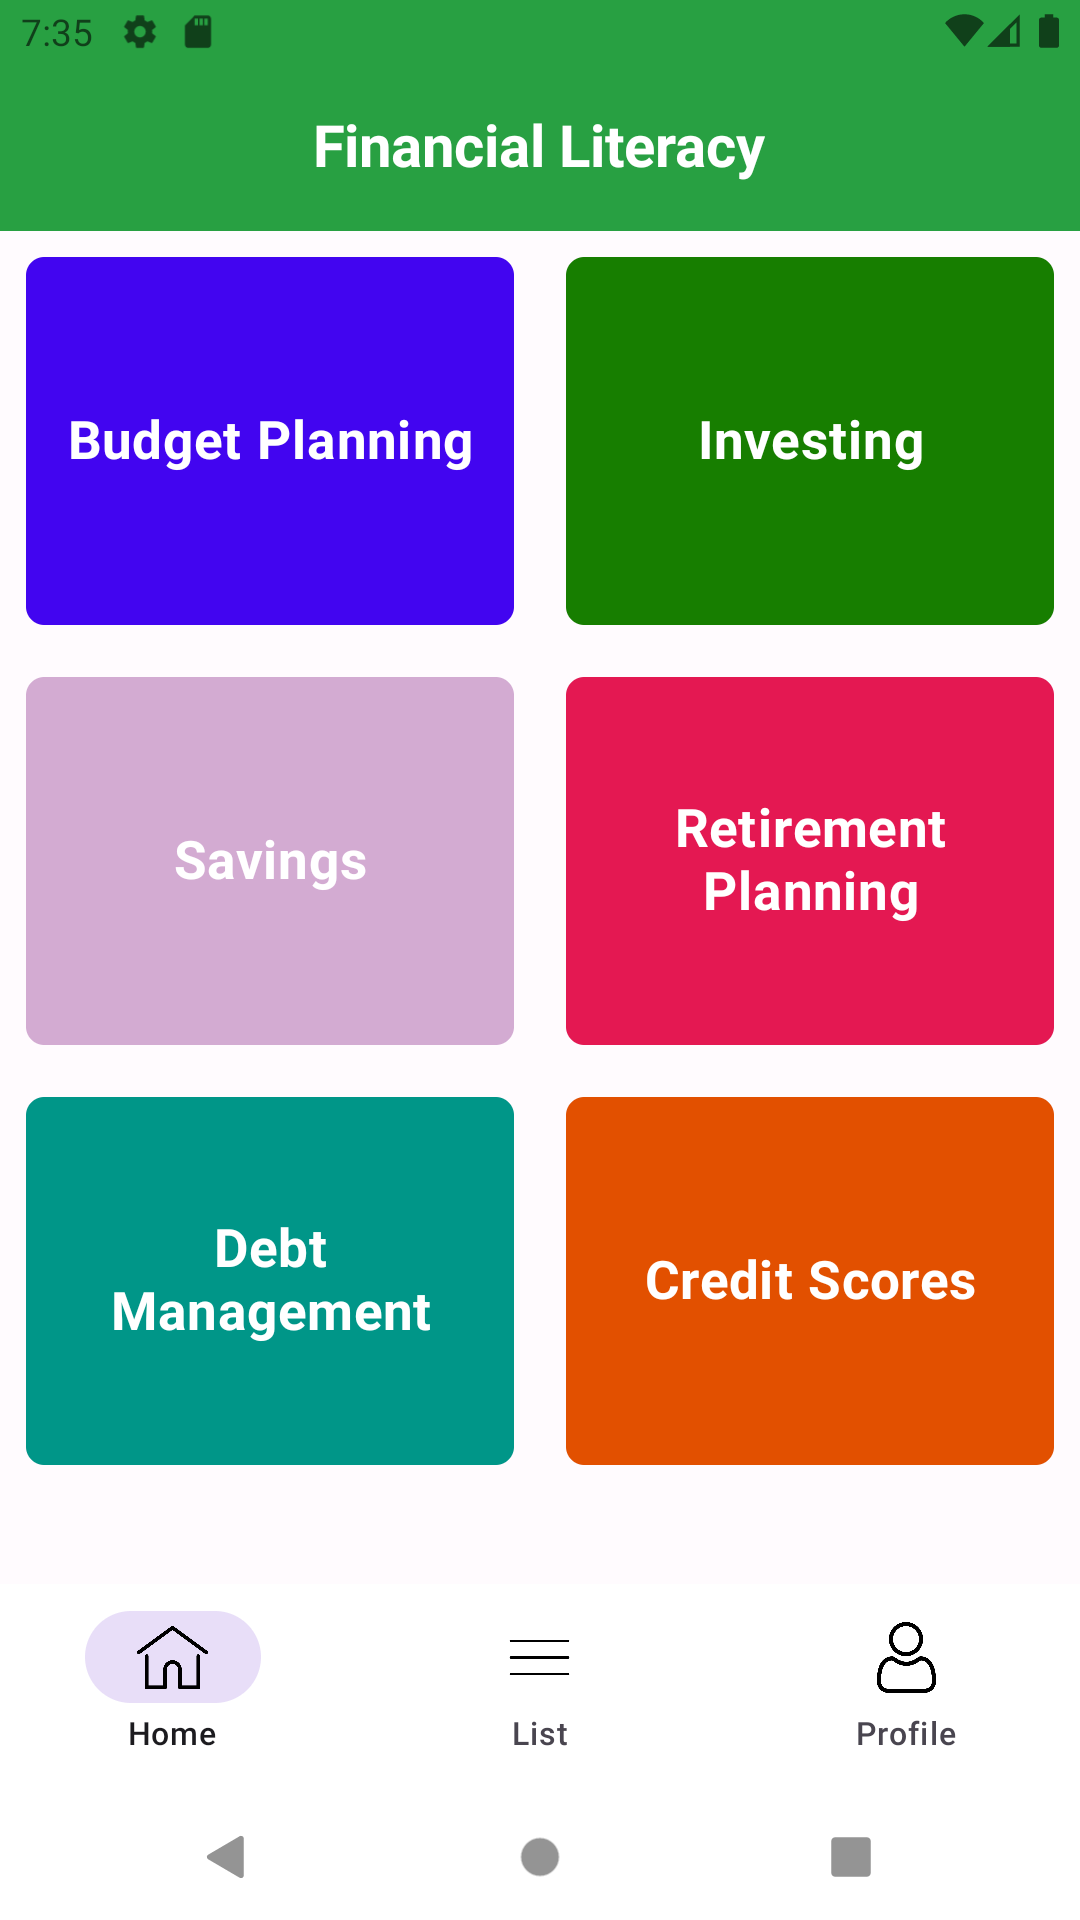 7:35
Financial Literacy
Budget Planning
Investing
Savings
Retirement
Planning
Debt
Management
Credit Scores
Home
List
Profile